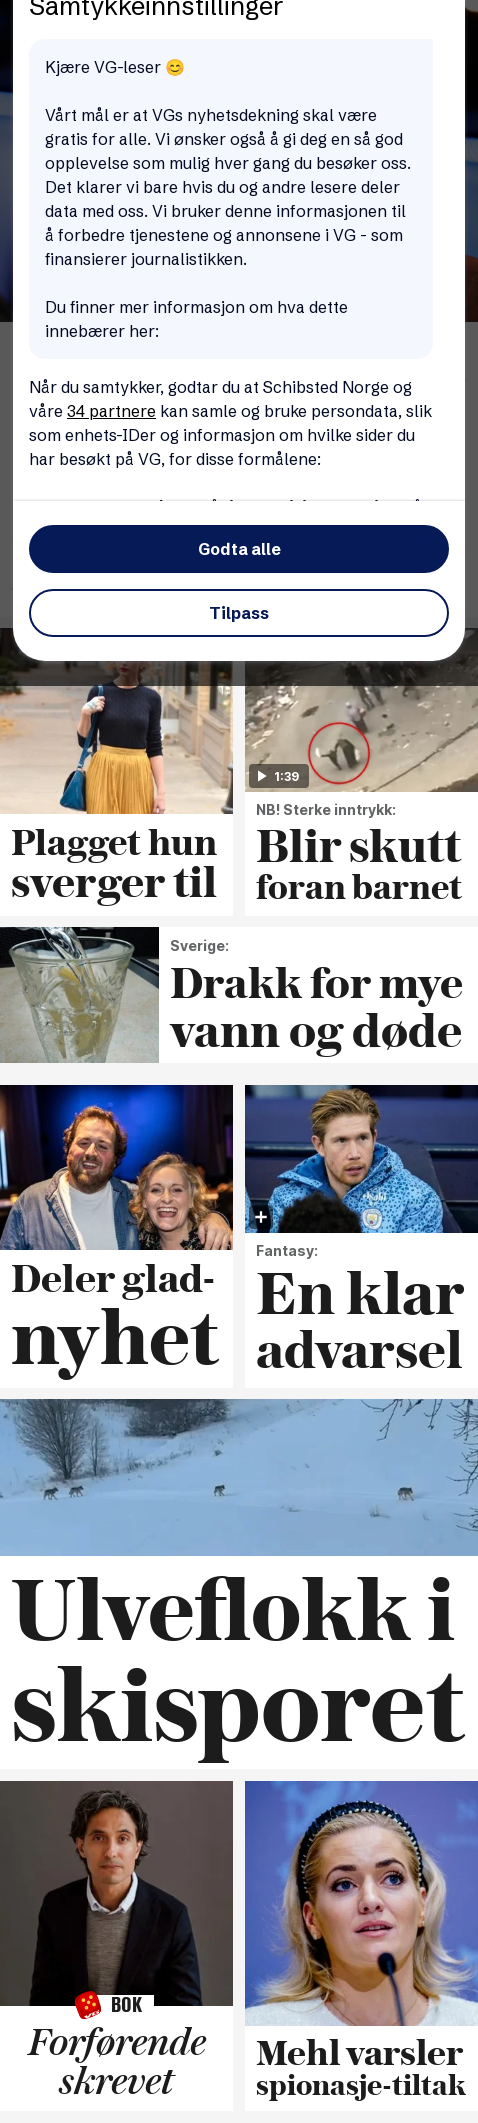 Samtykkeinnstillinger
Kjære VG-leser 😊
Vårt mål er at VGs nyhetsdekning skal være
gratis for alle. Vi ønsker også å gi deg en så god
opplevelse som mulig hver gang du besøker oss.
Det klarer vi bare hvis du og andre lesere deler
data med oss. Vi bruker denne informasjonen til
å forbedre tjenestene og annonsene i VG - som
finansierer journalistikken.
Du finner mer informasjon om hva dette
innebærer her:
Når du samtykker, godtar du at Schibsted Norge og
våre 34 partnere kan samle og bruke persondata, slik
som enhets-IDer og informasjon om hvilke sider du
har besøkt på VG, for disse formålene:
Godta alle
Tilpass
Plagget hun
sverger til
1:39
NB! Sterke inntrykk:
Blir skutt
foran barnet
Sverige:
Drakk for mye
vann og døde
Deler glad-
nyhet
Fantasy:
En klar
advarsel
Ulveflokk i
skisporet
BOK
Forførende
skrevet
Mehl varsler
spionasje-tiltak